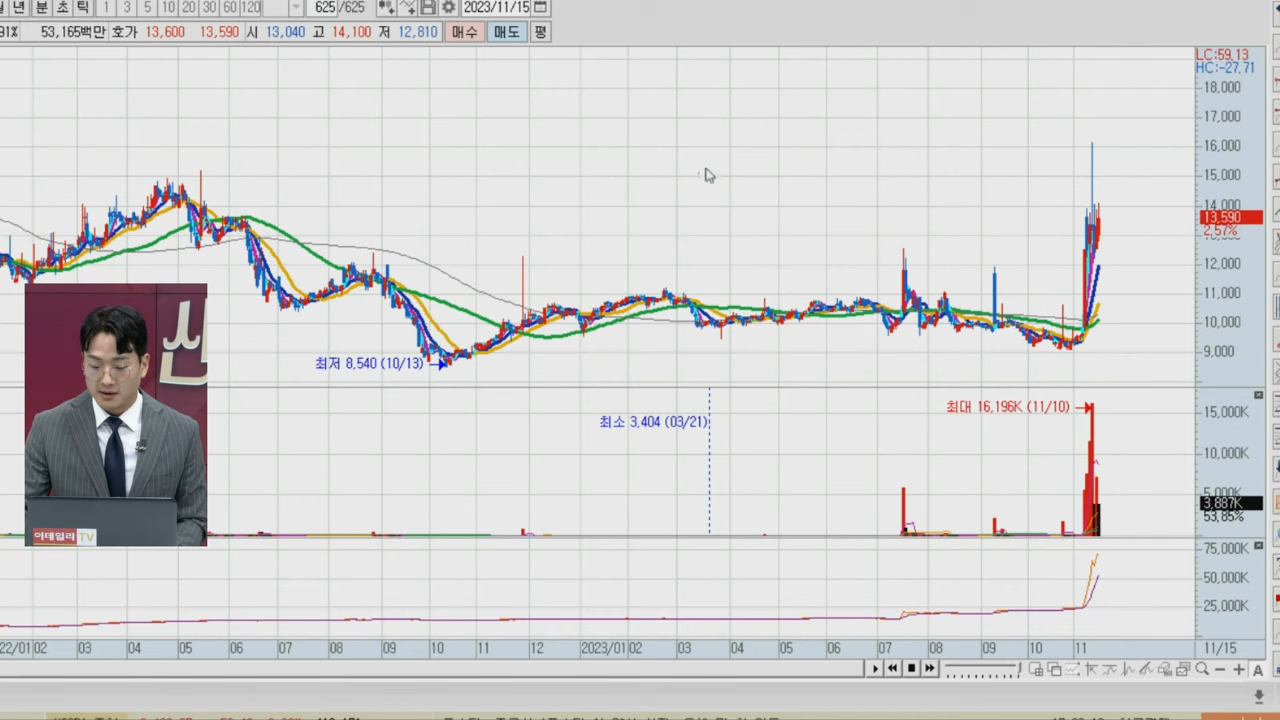 년 분 초 틱 1 3 5 10 20 30 60 120 625 /625 2023/11/15
91% 53,165백만 호가 13,600 13,590 시 13,040 고 14,100 저 12,810 매수 매도 평
LC:59,13
HC:-27,71
18,000
17,000
16,000
15,000
14,000
13,590
2,57%
12,000
11,000
10,000
9,000
최저 8,540 (10/13)
최대 16,196K (11/10)
최소 3,404 (03/21)
15,000K
10,000K
5,000K
3,887K
53,85%
75,000K
50,000K
25,000K
이데일리 TV
22/01 02 03 04 05 06 07 08 09 10 11 12 2023/01 02 03 04 05 06 07 08 09 10 11 11/15
A